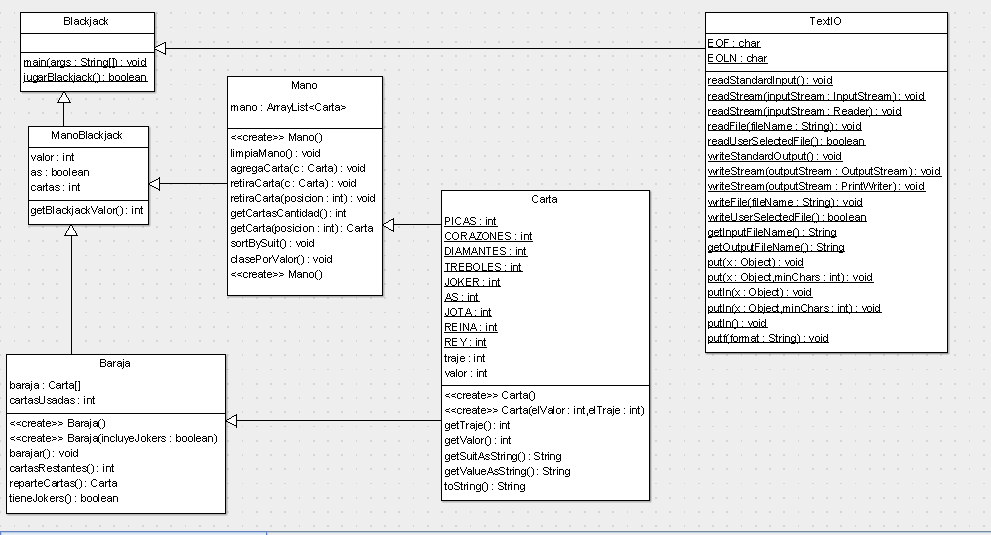 Blackjack
main(args : String[]) : void
jugarBlackjack() : boolean
ManoBlackjack
valor : int
as : boolean
cartas : int
getBlackjackValor() : int
Mano
mano : ArrayList<Carta>
<<create>> Mano()
limpiaMano() : void
agregaCarta(c : Carta) : void
retiraCarta(c : Carta) : void
retiraCarta(posicion : int) : void
getCartasCantidad() : int
getCarta(posicion : int) : Carta
sortBySuit() : void
clasePorValor() : void
<<create>> Mano()
Baraja
baraja : Carta[]
cartasUsadas : int
<<create>> Baraja()
<<create>> Baraja(incluyeJokers : boolean)
barajar() : void
cartasRestantes() : int
reparteCartas() : Carta
tieneJokers() : boolean
Carta
PICAS : int
CORAZONES : int
DIAMANTES : int
TREBOLES : int
JOKER : int
AS : int
JOTA : int
REINA : int
REY : int
traje : int
valor : int
<<create>> Carta()
<<create>> Carta(elValor : int,elTraje : int)
getTraje() : int
getValor() : int
getSuitAsString() : String
getValueAsString() : String
toString() : String
TextIO
EOF : char
EOLN : char
readStandardInput() : void
readStream(inputStream : InputStream) : void
readStream(inputStream : Reader) : void
readFile(fileName : String) : void
readUserSelectedFile() : boolean
writeStandardOutput() : void
writeStream(outputStream : OutputStream) : void
writeStream(outputStream : PrintWriter) : void
writeFile(fileName : String) : void
writeUserSelectedFile() : boolean
getInputFileName() : String
getOutputFileName() : String
put(x : Object) : void
put(x : Object,minChars : int) : void
putln(x : Object) : void
putln(x : Object,minChars : int) : void
putln() : void
putf(format : String) : void